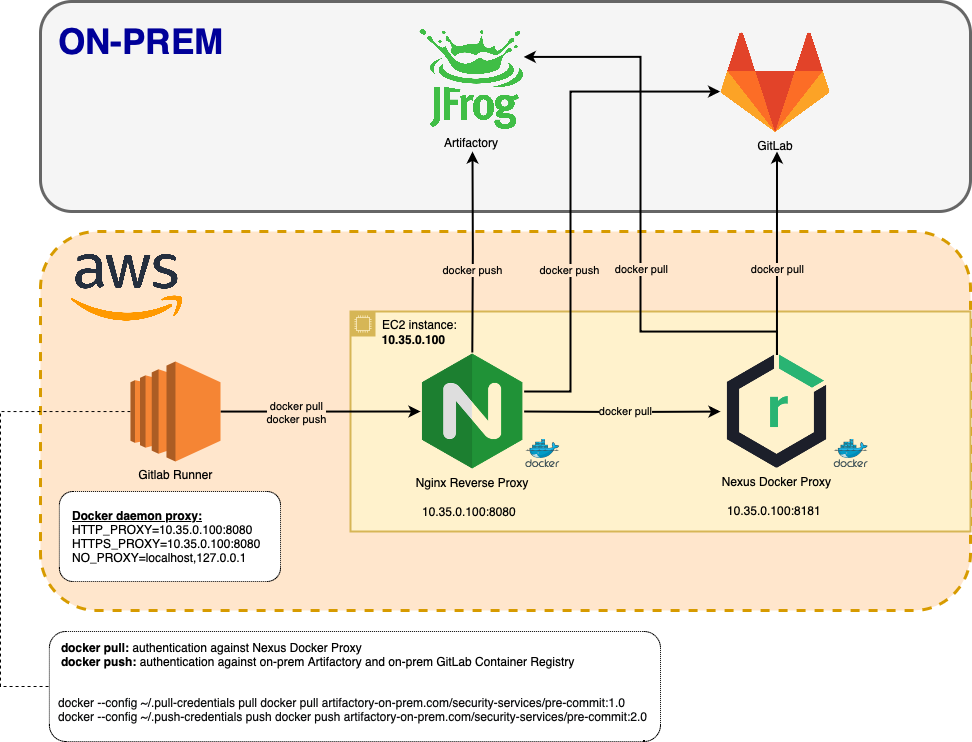 ON-PREM
JFrog
Artifactory
GitLab
docker push
docker push
docker pull
docker pull
aws
EC2 instance:
10.35.0.100
docker pull
docker push
docker pull
docker
docker
Gitlab Runner
Nginx Reverse Proxy
Nexus Docker Proxy
10.35.0.100:8080
10.35.0.100:8181
N
r
Docker daemon proxy:
HTTP_PROXY=10.35.0.100:8080
HTTPS_PROXY=10.35.0.100:8080
NO_PROXY=localhost,127.0.0.1
docker pull: authentication against Nexus Docker Proxy
docker push: authentication against on-prem Artifactory and on-prem GitLab Container Registry
docker --config ~/.pull-credentials pull docker pull artifactory-on-prem.com/security-services/pre-commit:1.0
docker --config ~/.push-credentials push docker push artifactory-on-prem.com/security-services/pre-commit:2.0